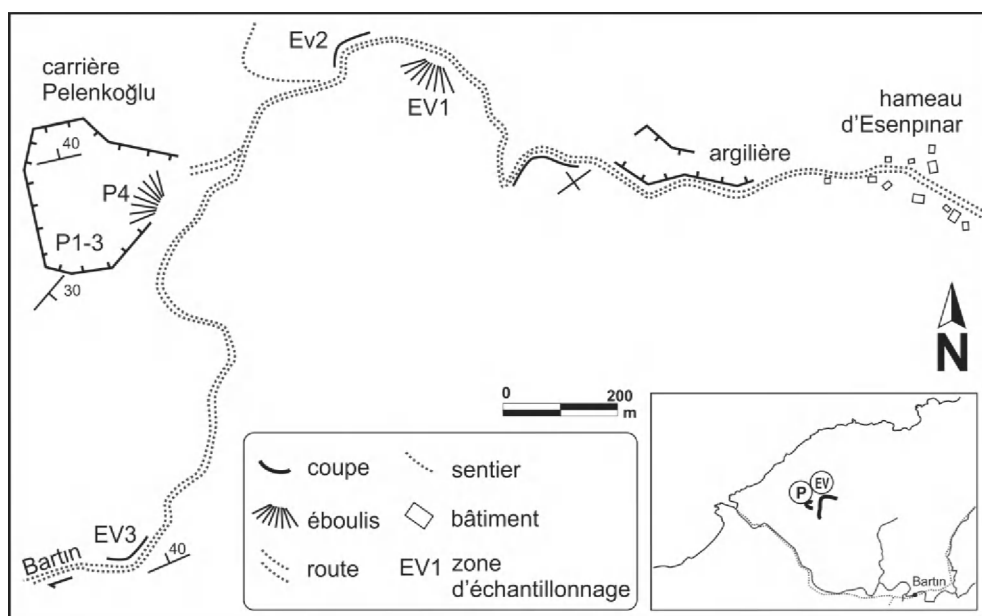 Ev2
carrière
Pelenkoğlu
EV1
hameau
d'Esenpınar
40
argilière
P4
P1-3
30
N
0 200
m
coupe
sentier
éboulis
bâtiment
route
EV1 zone
d'échantillonnage
EV3
40
Bartın
P
EV
Bartın